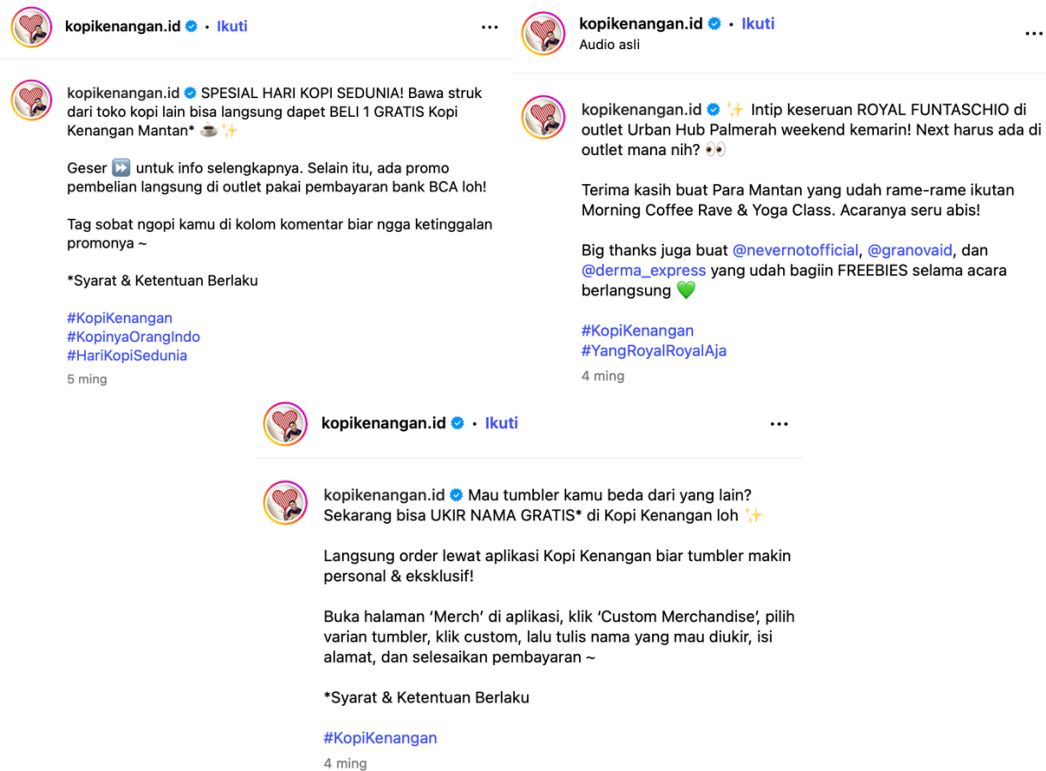 kopikenangan.id • Ikuti
kopikenangan.id SPESIAL HARI KOPI SEDUNIA! Bawa struk
dari toko kopi lain bisa langsung dapet BELI 1 GRATIS Kopi
Kenangan Mantan* ☕✨
Geser ⏩ untuk info selengkapnya. Selain itu, ada promo
pembelian langsung di outlet pakai pembayaran bank BCA loh!
Tag sobat ngopi kamu di kolom komentar biar ngga ketinggalan
promonya ~
*Syarat & Ketentuan Berlaku
#KopiKenangan
#KopinyaOrangIndo
#HariKopiSedunia
5 ming
kopikenangan.id • Ikuti
Audio asli
kopikenangan.id ✨ Intip keseruan ROYAL FUNTASCHIO di
outlet Urban Hub Palmerah weekend kemarin! Next harus ada di
outlet mana nih? 👀
Terima kasih buat Para Mantan yang udah rame-rame ikutan
Morning Coffee Rave & Yoga Class. Acaranya seru abis!
Big thanks juga buat @nevernotofficial, @granovaid, dan
@derma_express yang udah bagiin FREEBIES selama acara
berlangsung 💚
#KopiKenangan
#YangRoyalRoyalAja
4 ming
kopikenangan.id • Ikuti
kopikenangan.id Mau tumbler kamu beda dari yang lain?
Sekarang bisa UKIR NAMA GRATIS* di Kopi Kenangan loh ✨
Langsung order lewat aplikasi Kopi Kenangan biar tumbler makin
personal & eksklusif!
Buka halaman ‘Merch’ di aplikasi, klik ‘Custom Merchandise’, pilih
varian tumbler, klik custom, lalu tulis nama yang mau diukir, isi
alamat, dan selesaikan pembayaran ~
*Syarat & Ketentuan Berlaku
#KopiKenangan
4 ming